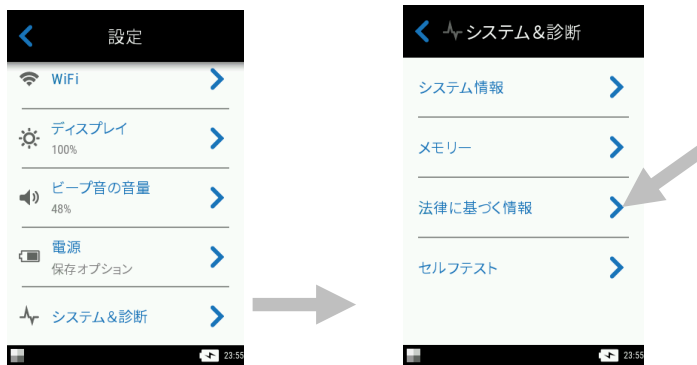 設定
WiFi
ディスプレイ
100%
ビープ音の音量
48%
電源
保存オプション
システム&診断
23:55
システム&診断
システム情報
メモリー
法律に基づく情報
セルフテスト
23:55